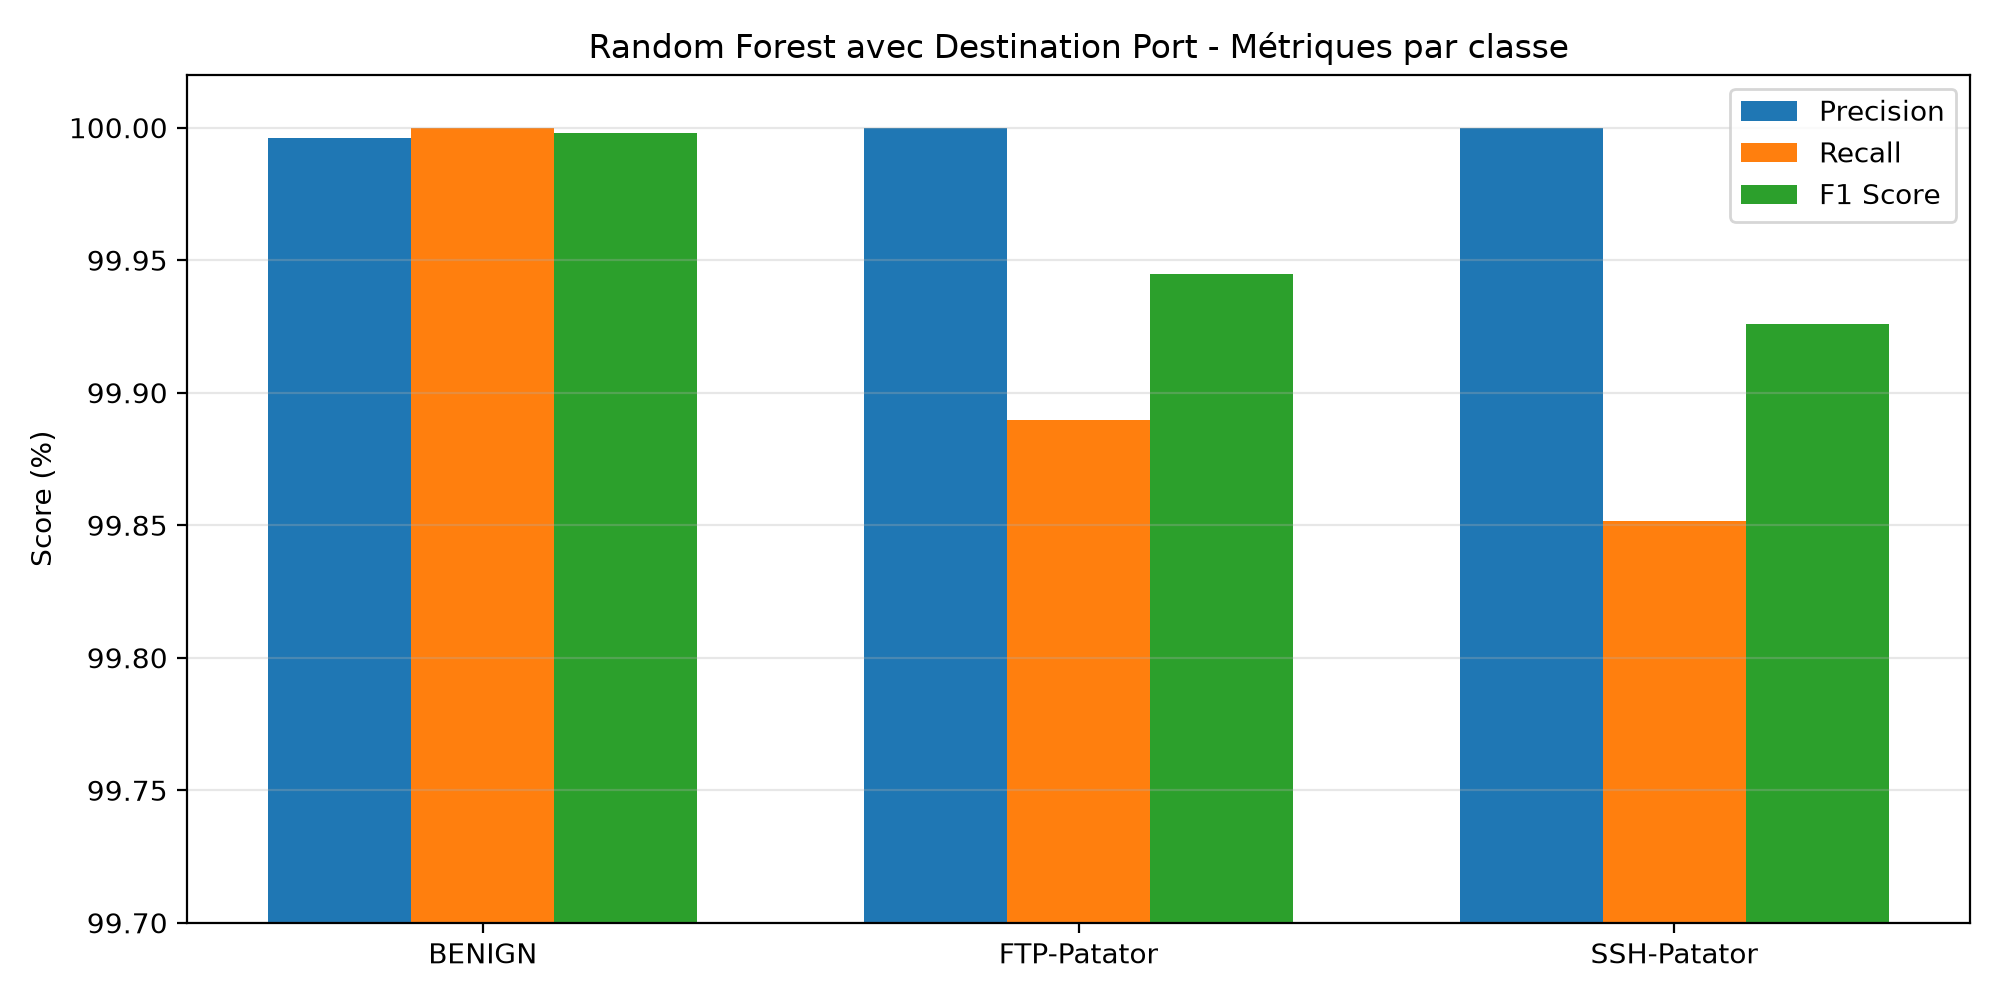 Random Forest avec Destination Port - Métriques par classe
Precision
Recall
F1 Score
Score (%)
100.00
99.95
99.90
99.85
99.80
99.75
99.70
BENIGN
FTP-Patator
SSH-Patator